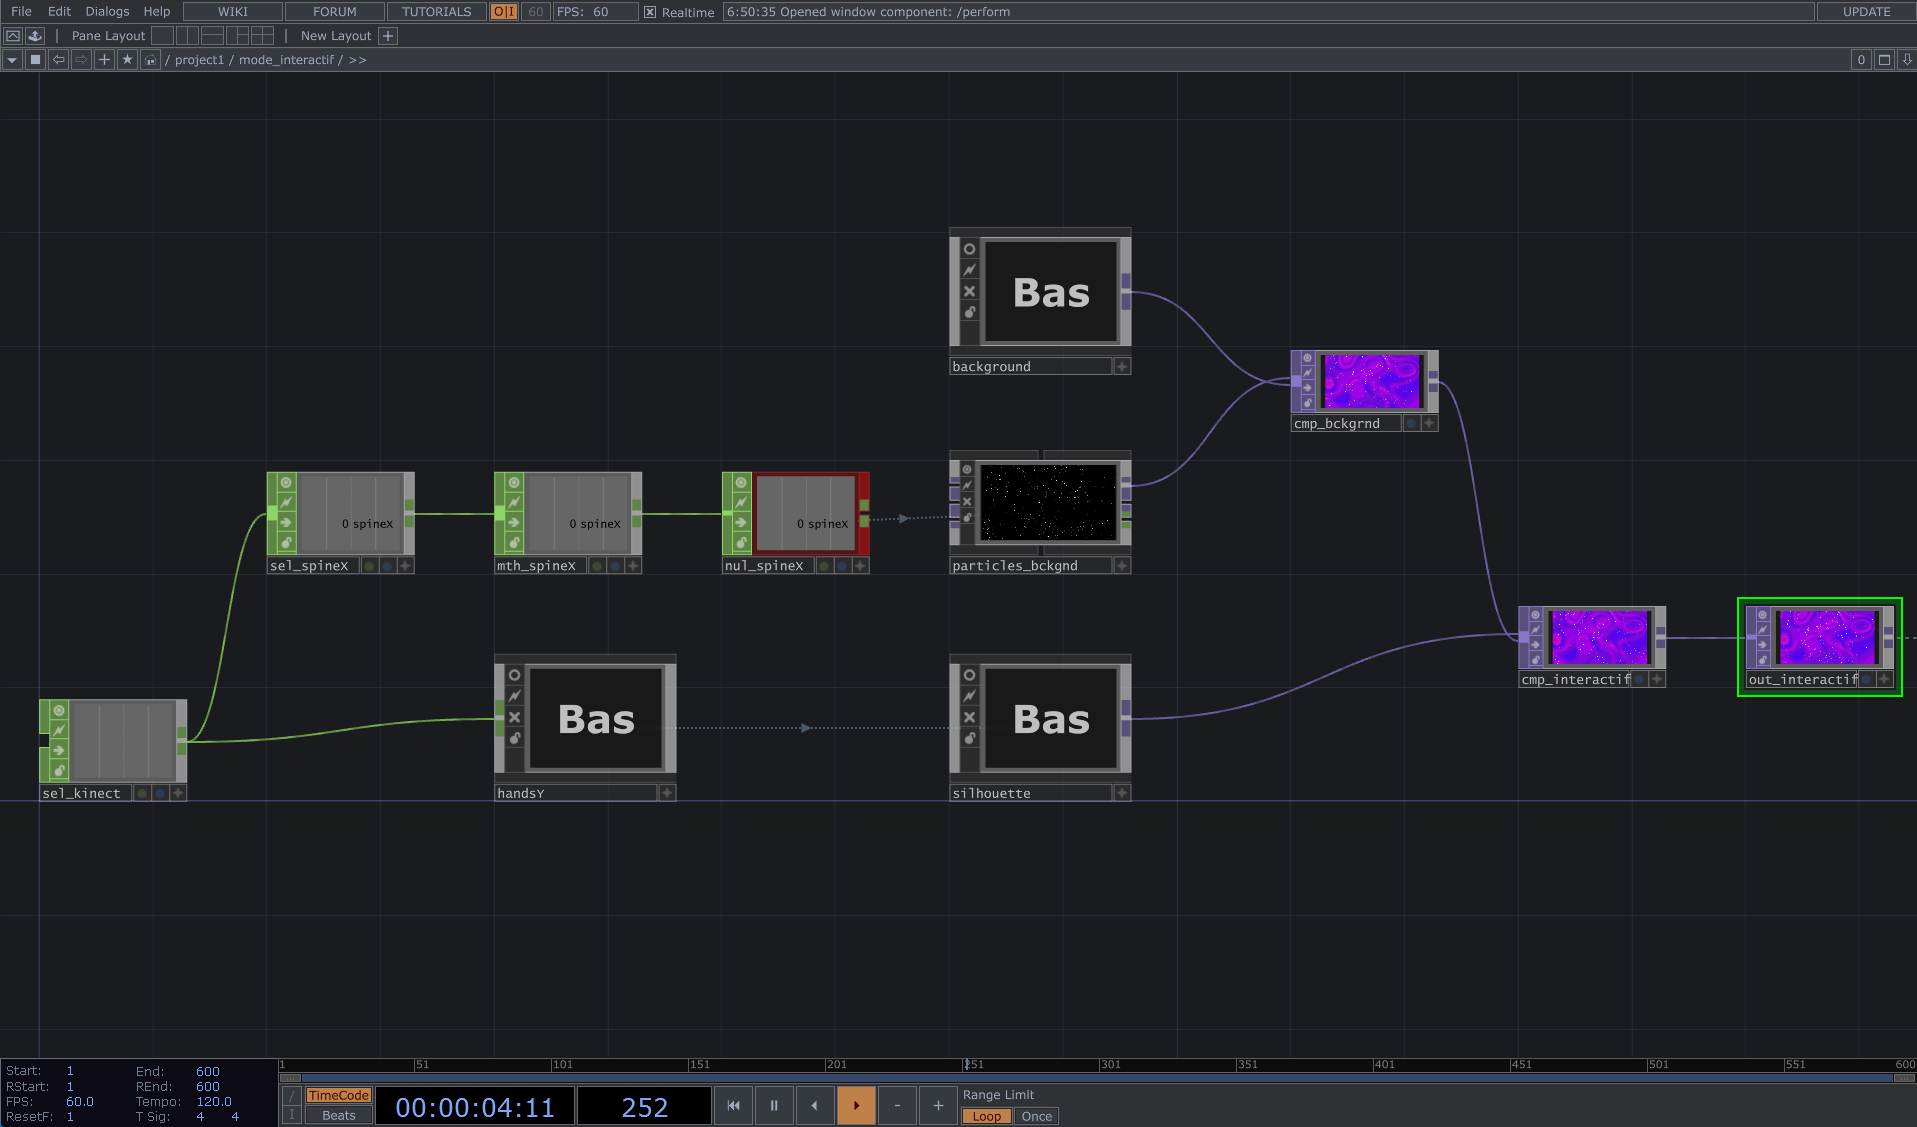 File Edit Dialogs Help WIKI FORUM TUTORIALS O|I 60 FPS: 60 Realtime 6:50:35 Opened window component: /perform UPDATE
Pane Layout New Layout
/ project1 / mode_interactif / >> 0
Bas
background
cmp_bckgrnd
0 spineX
0 spineX
0 spineX
sel_spineX
mth_spineX
nul_spineX
particles_bckgnd
cmp_interactif
out_interactif
Bas
Bas
sel_kinect
handsY
silhouette
1 51 101 151 201 251 301 351 401 451 501 551 600
Start: 1 End: 600
RStart: 1 REnd: 600
FPS: 60.0 Tempo: 120.0
ResetF: 1 T Sig: 4 4
/ TimeCode
I Beats
00:00:04:11
252
- +
Range Limit
Loop Once